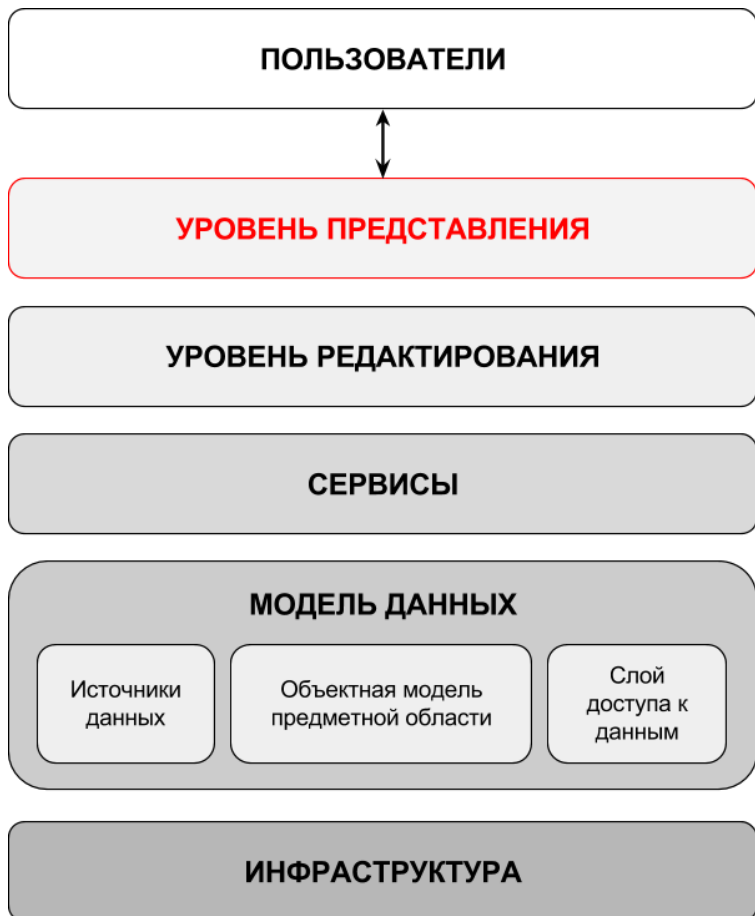 ПОЛЬЗОВАТЕЛИ
УРОВЕНЬ ПРЕДСТАВЛЕНИЯ
УРОВЕНЬ РЕДАКТИРОВАНИЯ
СЕРВИСЫ
МОДЕЛЬ ДАННЫХ
Источники
данных
Объектная модель
предметной области
Слой
доступа к
данным
ИНФРАСТРУКТУРА